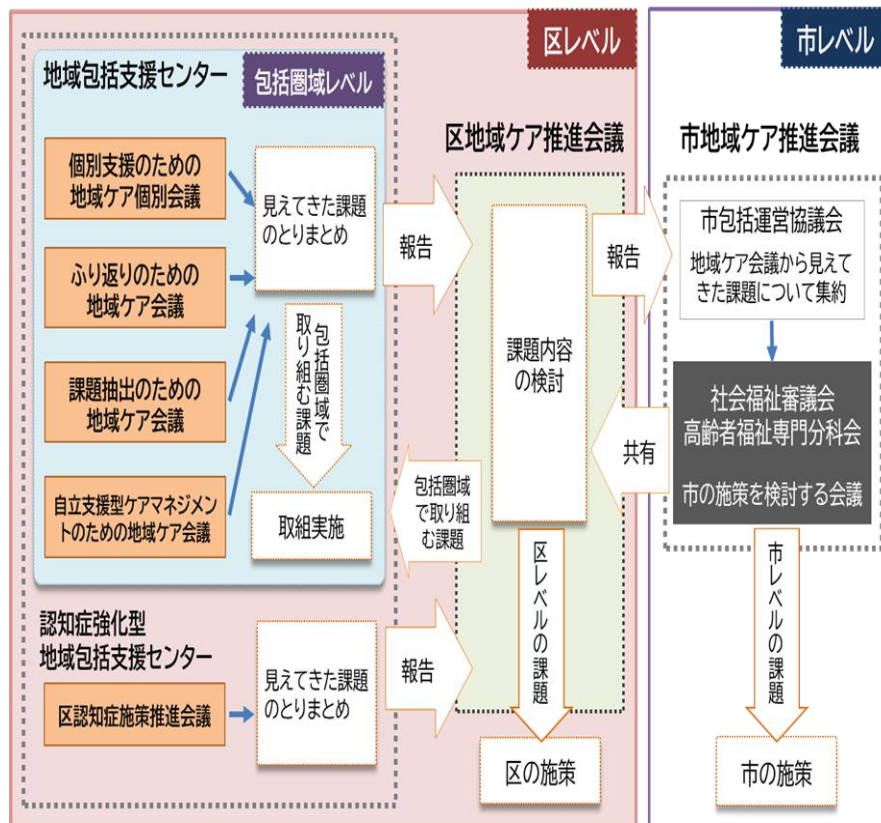 区レベル
市レベル
地域包括支援センター
包括圏域レベル
個別支援のための
地域ケア個別会議
ふり返りのための
地域ケア会議
課題抽出のための
地域ケア会議
自立支援型ケアマネジメン
トのための地域ケア会議
見えてきた課題
のとりまとめ
包括圏域で
取り組む課題
取組実施
報告
認知症強化型
地域包括支援センター
区認知症施策推進会議
見えてきた課題
のとりまとめ
報告
区地域ケア推進会議
課題内容
の検討
包括圏域
で取り組
む課題
区レベルの課題
区の施策
報告
共有
市地域ケア推進会議
市包括運営協議会
地域ケア会議から見えて
きた課題について集約
社会福祉審議会
高齢者福祉専門分科会
市の施策を検討する会議
市レベルの課題
市の施策